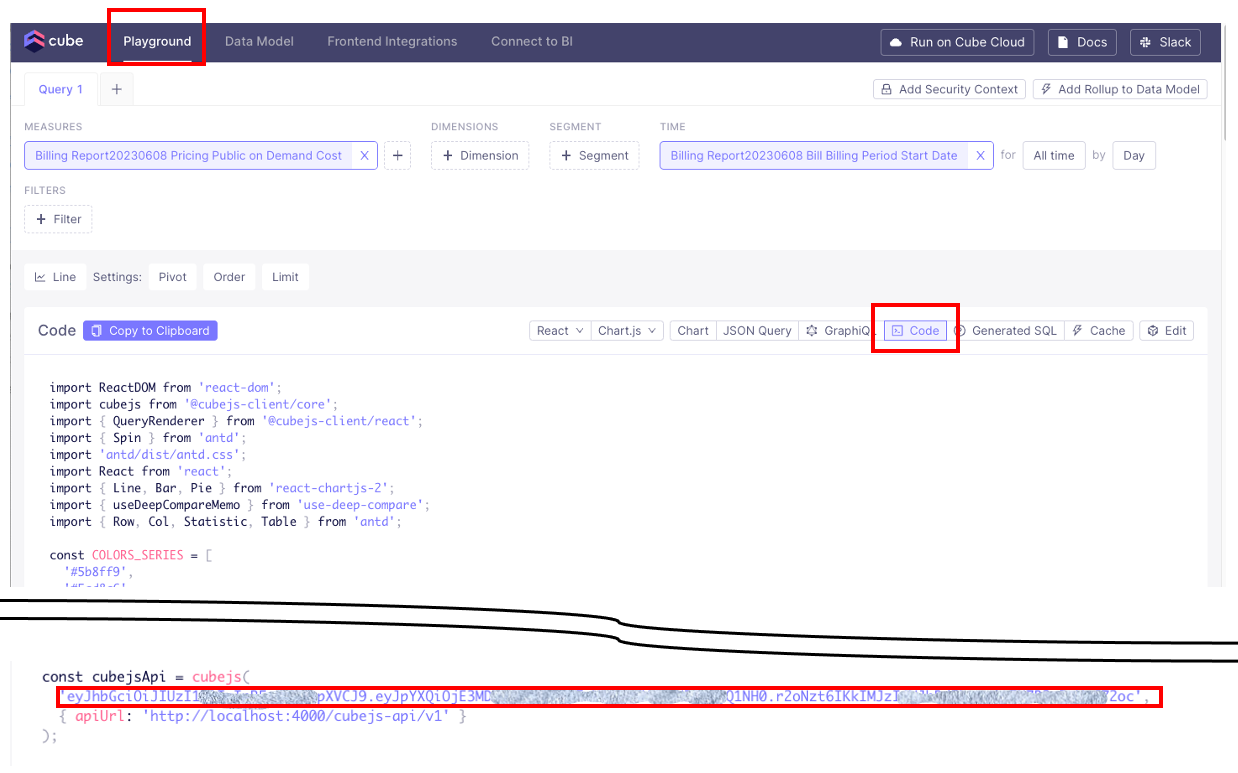 cube Playground Data Model Frontend Integrations Connect to BI Run on Cube Cloud Docs Slack
Query 1 + Add Security Context Add Rollup to Data Model
MEASURES DIMENSIONS SEGMENT TIME
Billing Report20230608 Pricing Public on Demand Cost X + + Dimension + Segment Billing Report20230608 Bill Billing Period Start Date X for All time by Day
FILTERS
+ Filter
Line Settings: Pivot Order Limit
Code Copy to Clipboard React Chart.js Chart JSON Query GraphiQL Code Generated SQL Cache Edit
import ReactDOM from 'react-dom';
import cubejs from '@cubejs-client/core';
import { QueryRenderer } from '@cubejs-client/react';
import { Spin } from 'antd';
import 'antd/dist/antd.css';
import React from 'react';
import { Line, Bar, Pie } from 'react-chartjs-2';
import { useDeepCompareMemo } from 'use-deep-compare';
import { Row, Col, Statistic, Table } from 'antd';
const COLORS_SERIES = [
'#5b8ff9',
const cubejsApi = cubejs(
'eyJhbGciOiJIUzI1 pXVCJ9.eyJpYXQiOjE3MD Q1NH0.r2oNzt6IKkIMJzI 72oc',
{ apiUrl: 'http://localhost:4000/cubejs-api/v1' }
);